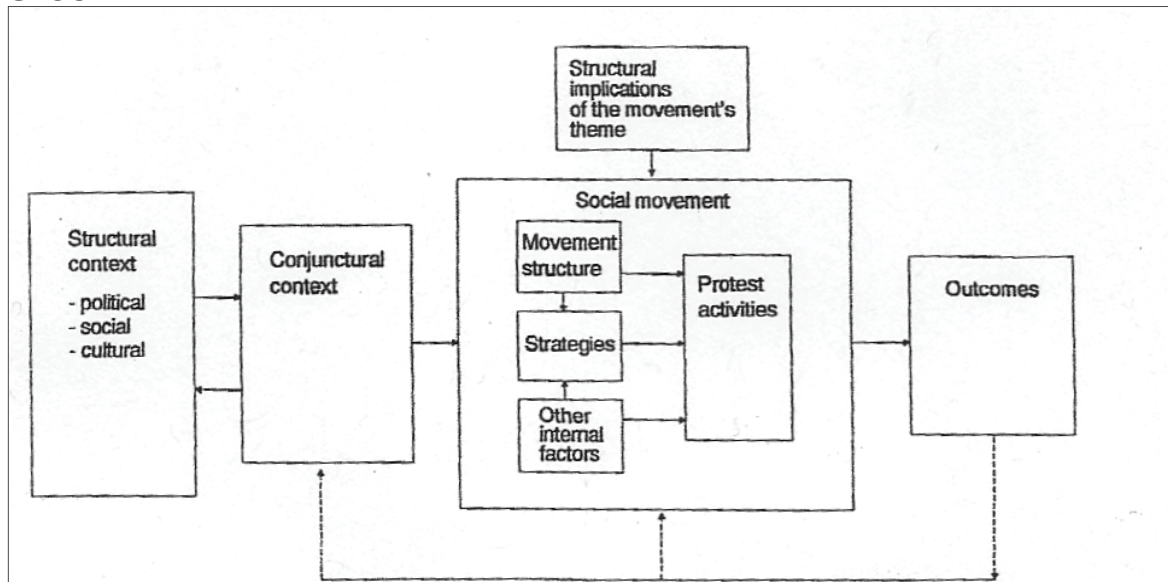 Structural
implications
of the movement's
theme
Structural
context
- political
- social
- cultural
Conjunctural
context
Social movement
Movement
structure
Strategies
Other
internal
factors
Protest
activities
Outcomes